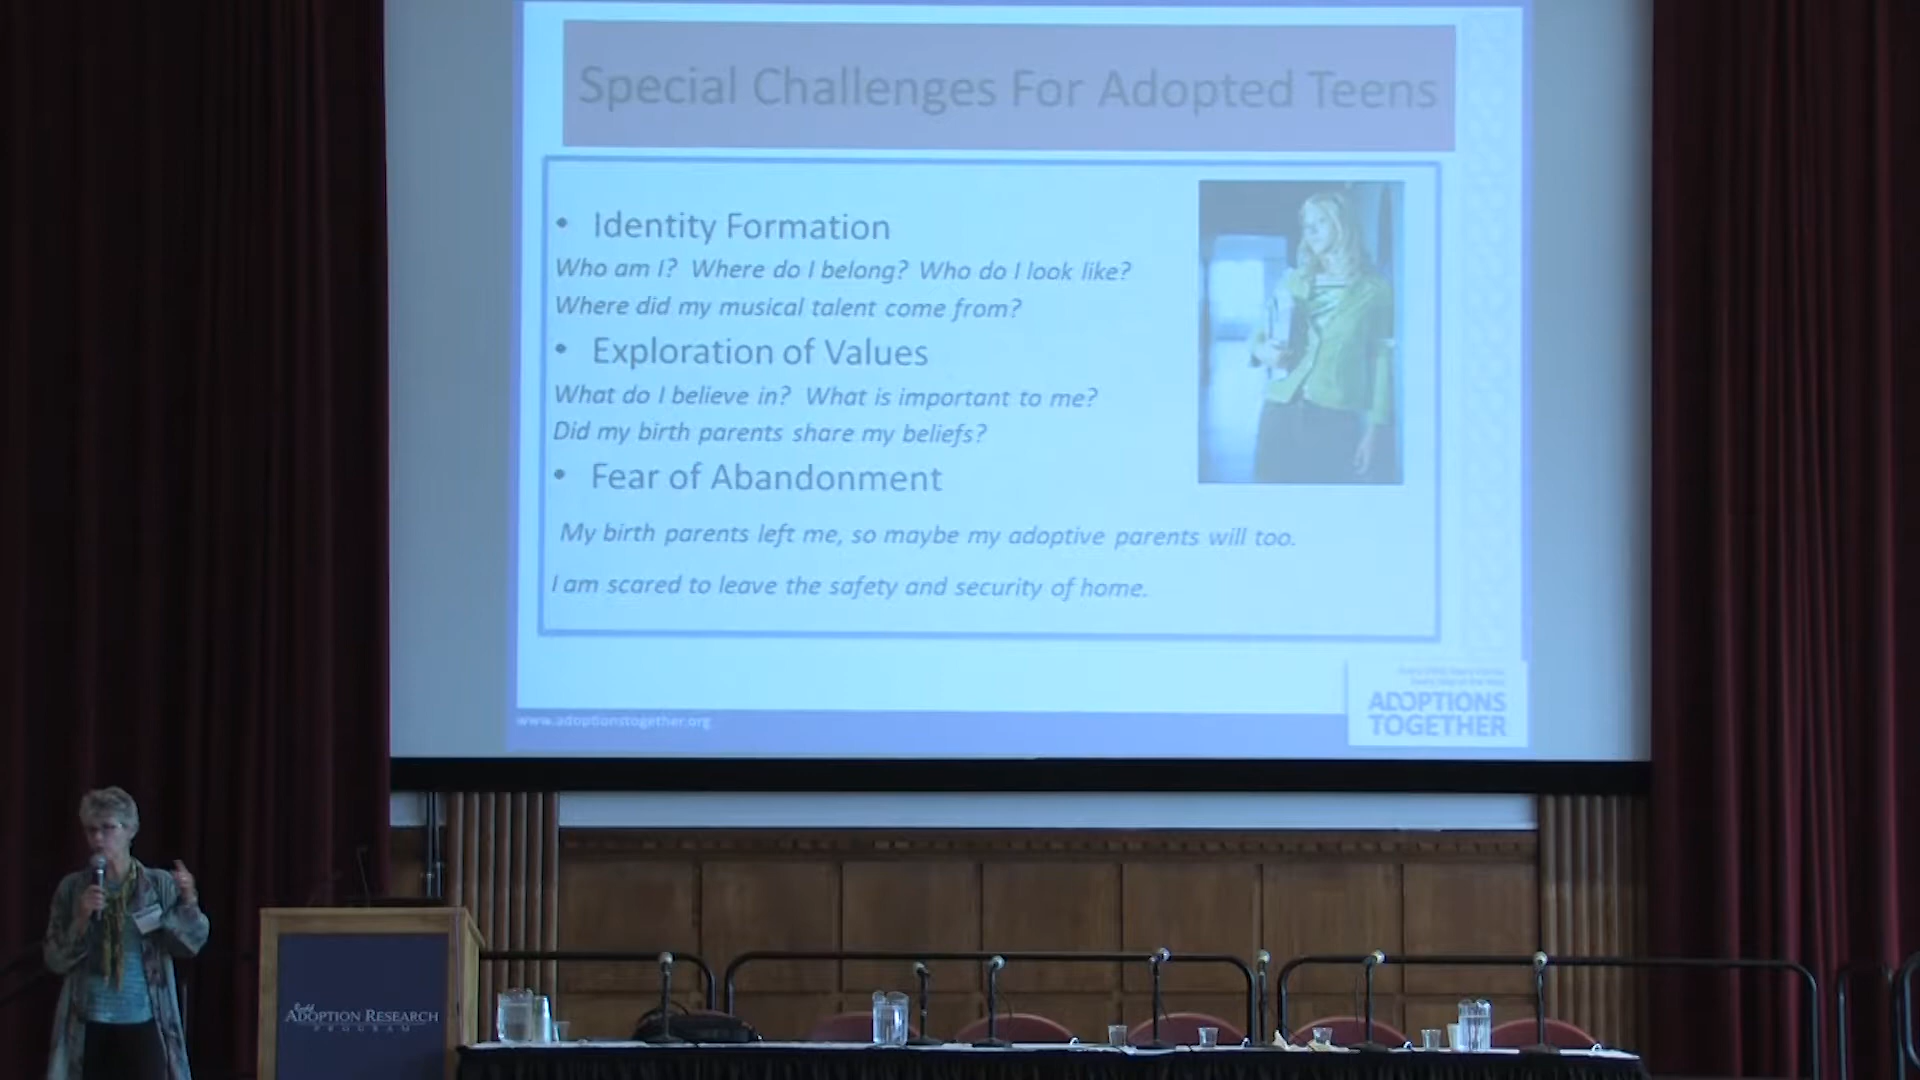 Special Challenges For Adopted Teens
• Identity Formation
Who am I? Where do I belong? Who do I look like?
Where did my musical talent come from?
• Exploration of Values
What do I believe in? What is important to me?
Did my birth parents share my beliefs?
• Fear of Abandonment
My birth parents left me, so maybe my adoptive parents will too.
I am scared to leave the safety and security of home.
www.adoptionstogether.org
ADOPTIONS
TOGETHER
Rudd
ADOPTION RESEARCH
PROGRAM